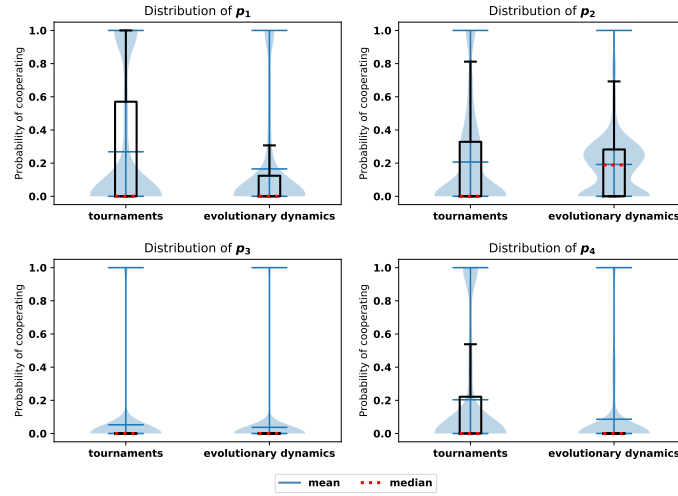 Distribution of p1
Distribution of p2
Probability of cooperating
1.0
0.8
0.6
0.4
0.2
0.0
tournaments
evolutionary dynamics
Probability of cooperating
1.0
0.8
0.6
0.4
0.2
0.0
tournaments
evolutionary dynamics
Distribution of p3
Distribution of p4
Probability of cooperating
1.0
0.8
0.6
0.4
0.2
0.0
tournaments
evolutionary dynamics
Probability of cooperating
1.0
0.8
0.6
0.4
0.2
0.0
tournaments
evolutionary dynamics
mean
median